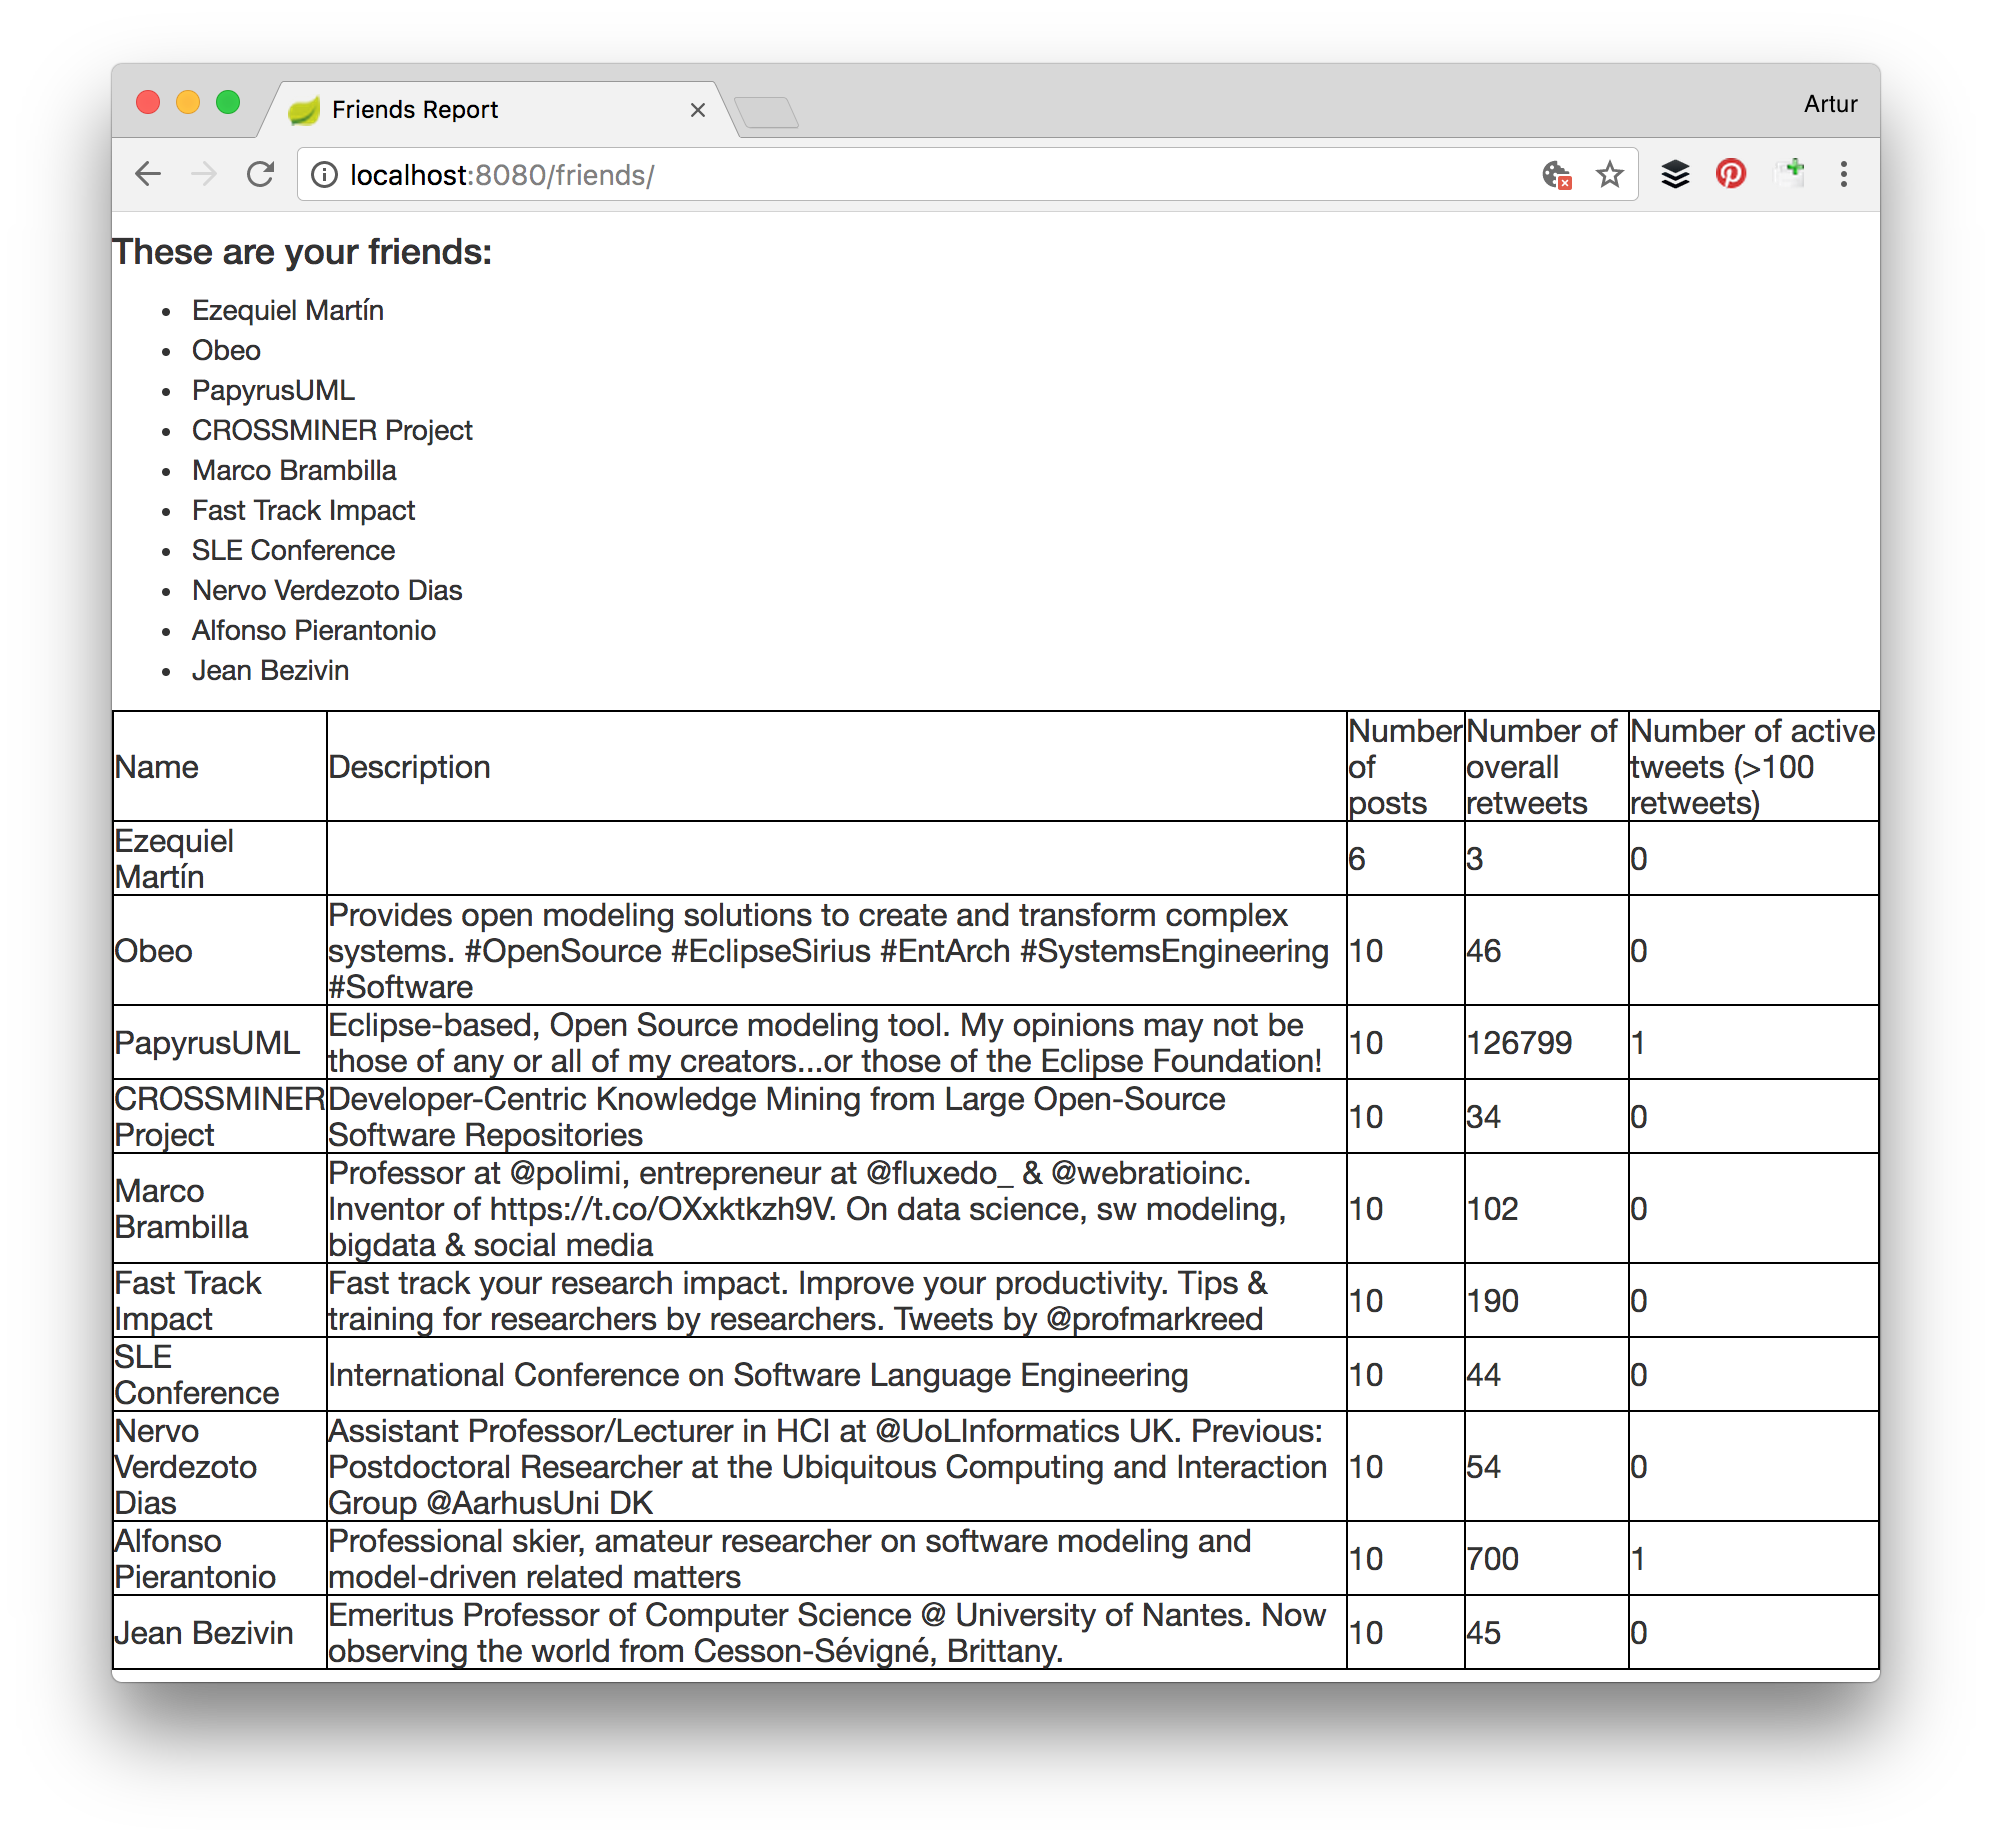 Friends Report
Artur
localhost:8080/friends/
These are your friends:
• Ezequiel Martín
• Obeo
• PapyrusUML
• CROSSMINER Project
• Marco Brambilla
• Fast Track Impact
• SLE Conference
• Nervo Verdezoto Dias
• Alfonso Pierantonio
• Jean Bezivin
Name
Description
Number
of
posts
Number of
overall
retweets
Number of active
tweets (>100
retweets)
Ezequiel
Martín
6
3
0
Obeo
Provides open modeling solutions to create and transform complex
systems. #OpenSource #EclipseSirius #EntArch #SystemsEngineering
#Software
10
46
0
PapyrusUML
Eclipse-based, Open Source modeling tool. My opinions may not be
those of any or all of my creators...or those of the Eclipse Foundation!
10
126799
1
CROSSMINER
Project
Developer-Centric Knowledge Mining from Large Open-Source
Software Repositories
10
34
0
Marco
Brambilla
Professor at @polimi, entrepreneur at @fluxedo_ & @webratioinc.
Inventor of https://t.co/OXxktkzh9V. On data science, sw modeling,
bigdata & social media
10
102
0
Fast Track
Impact
Fast track your research impact. Improve your productivity. Tips &
training for researchers by researchers. Tweets by @profmarkreed
10
190
0
SLE
Conference
International Conference on Software Language Engineering
10
44
0
Nervo
Verdezoto
Dias
Assistant Professor/Lecturer in HCI at @UoLInformatics UK. Previous:
Postdoctoral Researcher at the Ubiquitous Computing and Interaction
Group @AarhusUni DK
10
54
0
Alfonso
Pierantonio
Professional skier, amateur researcher on software modeling and
model-driven related matters
10
700
1
Jean Bezivin
Emeritus Professor of Computer Science @ University of Nantes. Now
observing the world from Cesson-Sévigné, Brittany.
10
45
0